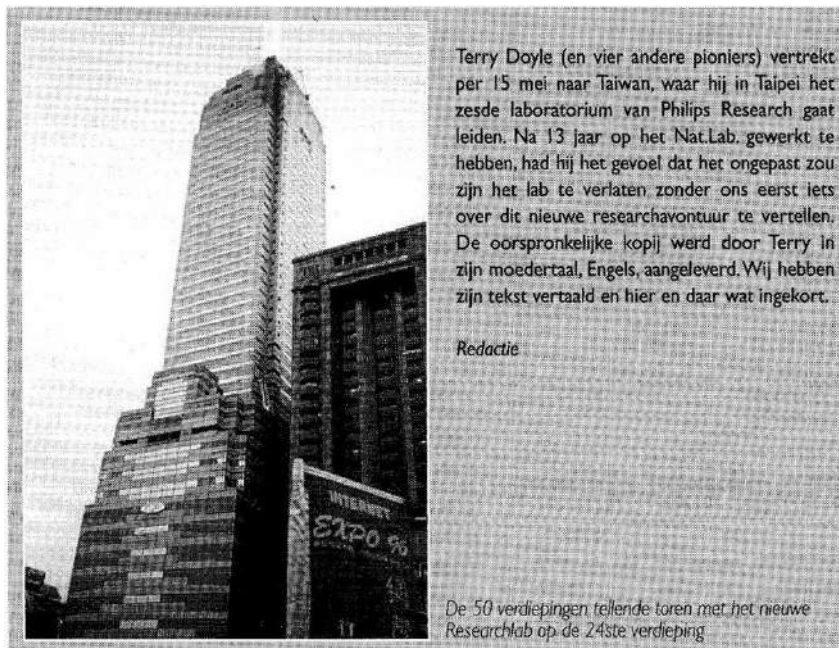 Terry Doyle (en vier andere pioniers) vertrekt
per 15 mei naar Taiwan, waar hij in Taipei het
zesde laboratorium van Philips Research gaat
leiden. Na 13 jaar op het Nat.Lab. gewerkt te
hebben, had hij het gevoel dat het ongepast zou
zijn het lab te verlaten zonder ons eerst iets
over dit nieuwe researchavontuur te vertellen.
De oorspronkelijke kopij werd door Terry in
zijn moedertaal, Engels, aangeleverd. Wij hebben
zijn tekst vertaald en hier en daar wat ingekort.
Redactie
INTERNET
EXPO
De 50 verdiepingen tellende toren met het nieuwe
Researchlab op de 24ste verdieping